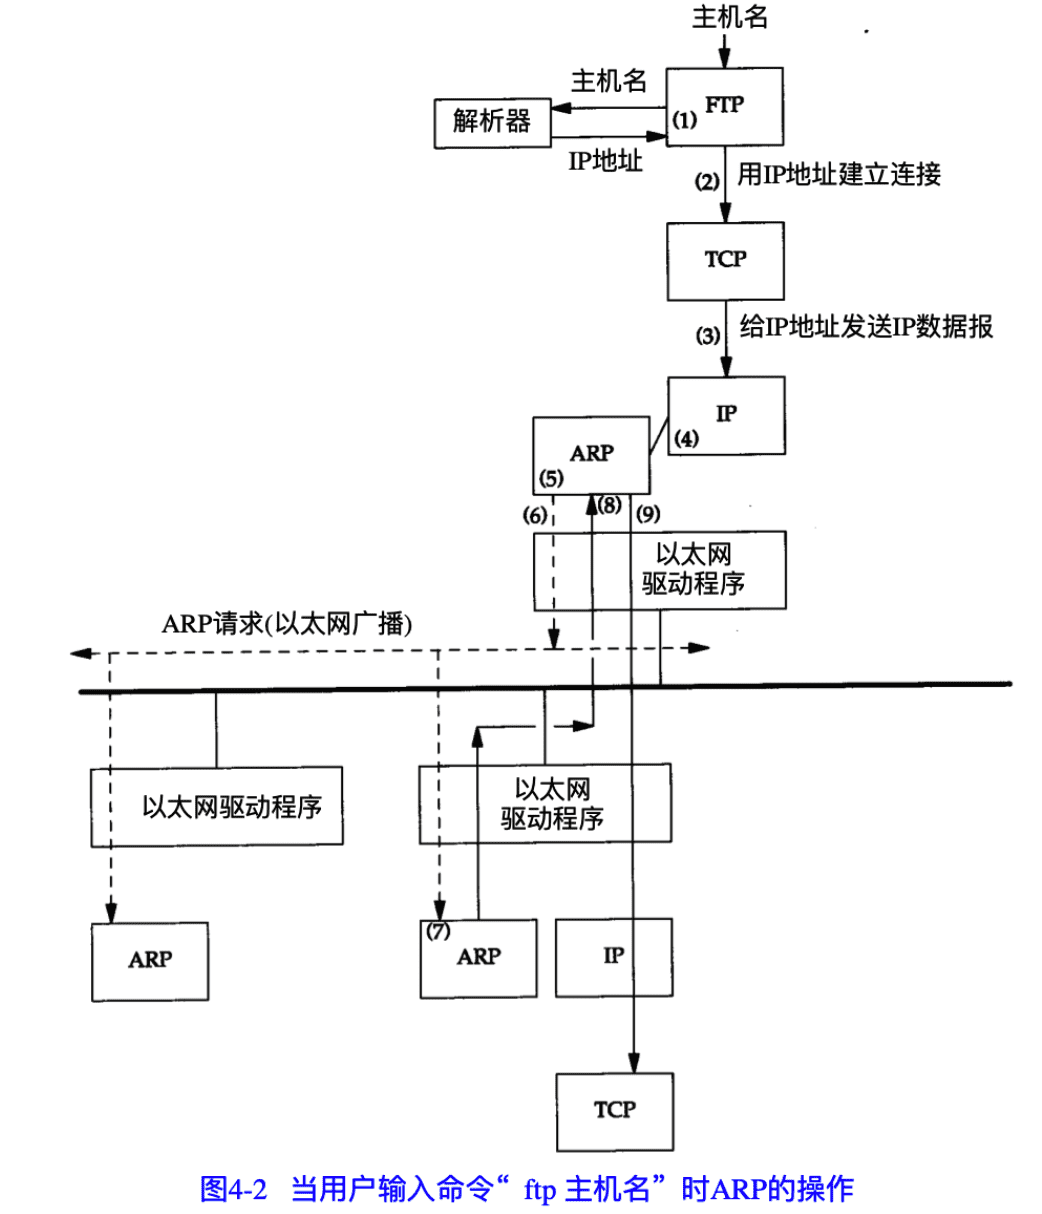 主机名
主机名
FTP
(1)
解析器
IP地址
(2)
用IP地址建立连接
TCP
(3)
给IP地址发送IP数据报
IP
(4)
ARP
(5)
(6)
(8)
(9)
以太网
驱动程序
ARP请求(以太网广播)
以太网驱动程序
以太网
驱动程序
(7)
ARP
ARP
IP
TCP
图4-2 当用户输入命令“ ftp 主机名”时ARP的操作